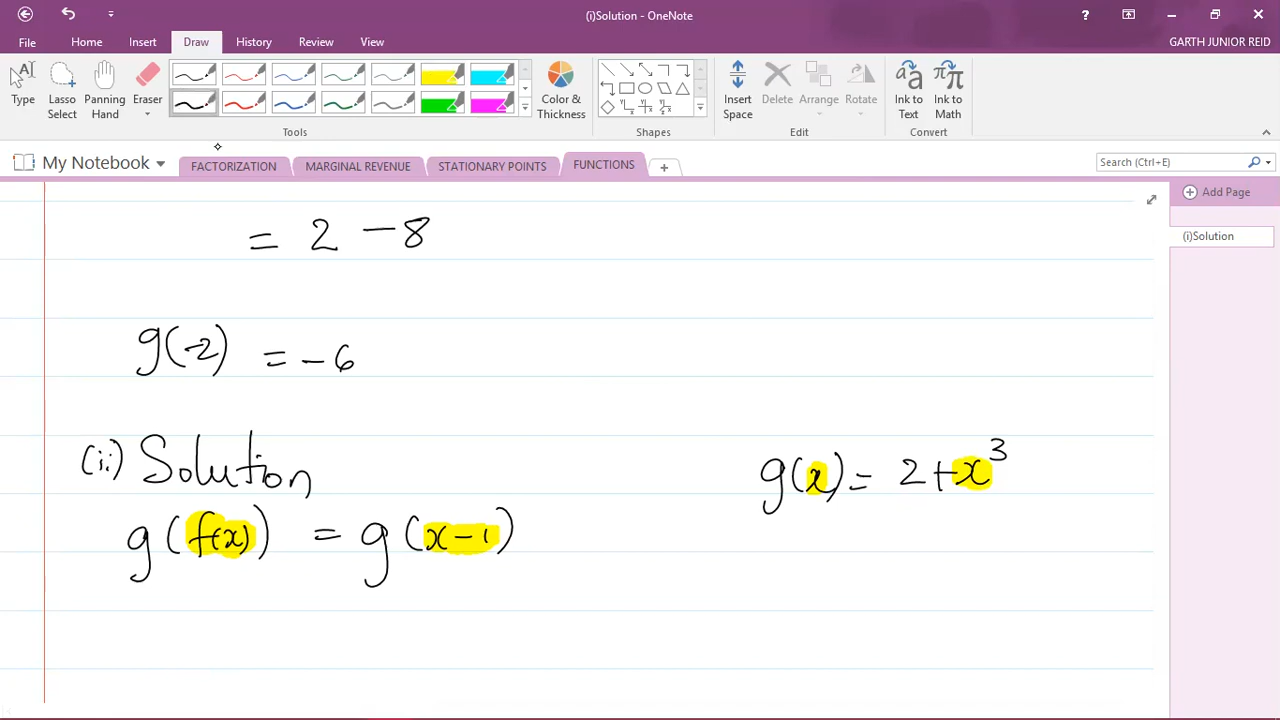 (i)Solution - OneNote
File Home Insert Draw History Review View GARTH JUNIOR REID
Type
Lasso Select
Panning Hand
Eraser
Color & Thickness
Insert Space
Delete
Arrange
Rotate
Ink to Text
Ink to Math
Tools Shapes Edit Convert
My Notebook FACTORIZATION MARGINAL REVENUE STATIONARY POINTS FUNCTIONS Search (Ctrl+E)
Add Page
(i)Solution
= 2 - 8
g(-2) = -6
(ii) Solution
g(x) = 2+x³
g(f(x)) = g(x-1)